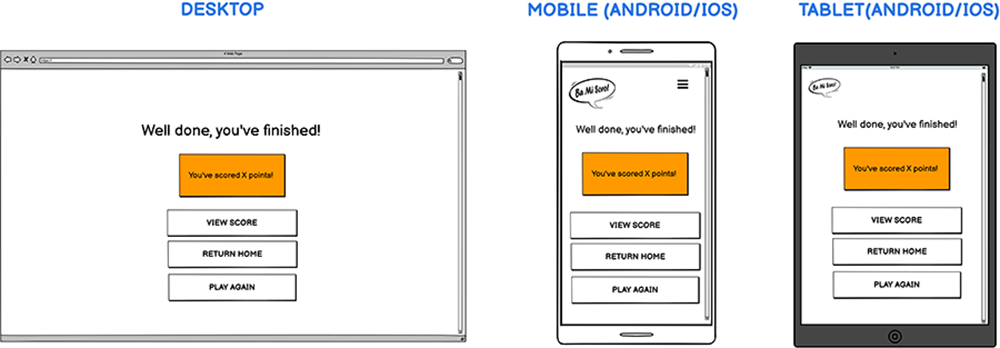 DESKTOP
MOBILE (ANDROID/IOS)
TABLET(ANDROID/IOS)
A Web Page
https://
Well done, you've finished!
You've scored X points!
VIEW SCORE
RETURN HOME
PLAY AGAIN
Ba Mi Soro!
Well done, you've finished!
You've scored X points!
VIEW SCORE
RETURN HOME
PLAY AGAIN
Ba Mi Soro!
Well done, you've finished!
You've scored X points!
VIEW SCORE
RETURN HOME
PLAY AGAIN